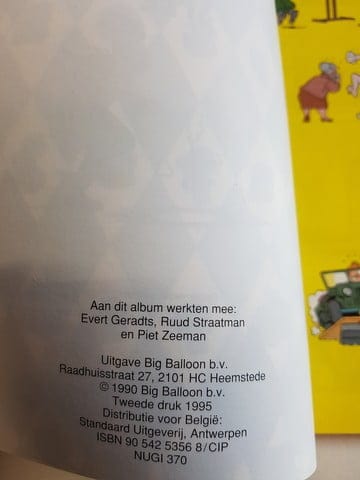 Aan dit album werkten mee:
Evert Geradts, Ruud Straatman
en Piet Zeeman
Uitgave Big Balloon b.v.
Raadhuisstraat 27, 2101 HC Heemstede
© 1990 Big Balloon b.v.
Tweede druk 1995
Distributie voor België:
Standaard Uitgeverij, Antwerpen
ISBN 90 542 5356 8/CIP
NUGI 370